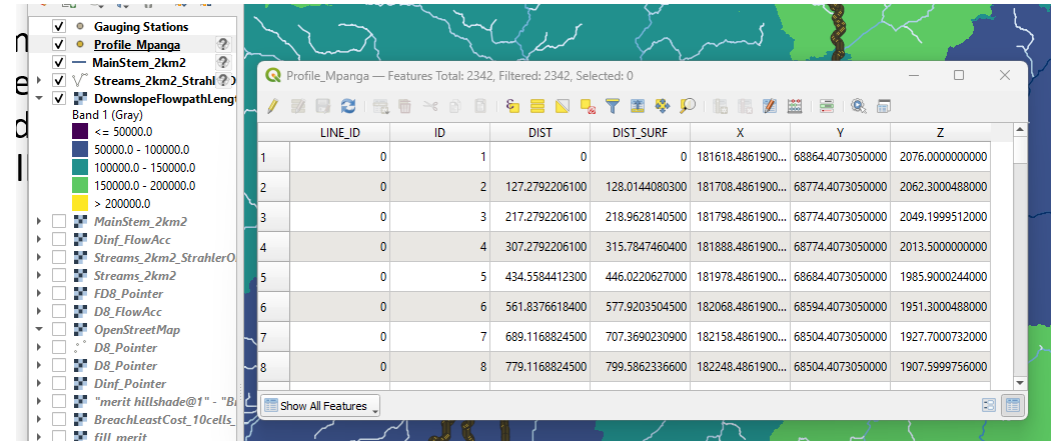 Gauging Stations
Profile_Mpanga
MainStem_2km2
Streams_2km2_StrahlerO
DownslopeFlowpathLengt
Band 1 (Gray)
<= 50000.0
50000.0 - 100000.0
100000.0 - 150000.0
150000.0 - 200000.0
> 200000.0
MainStem_2km2
Dinf_FlowAcc
Streams_2km2_StrahlerO
Streams_2km2
FD8_Pointer
D8_FlowAcc
OpenStreetMap
D8_Pointer
D8_Pointer
Dinf_Pointer
"merit hillshade@1" - "B
BreachLeastCost_10cells_
fill merit
Profile_Mpanga — Features Total: 2342, Filtered: 2342, Selected: 0
LINE_ID ID DIST DIST_SURF X Y Z
1 0 1 0 0 181618.4861900... 68864.4073050000 2076.0000000000
2 0 2 127.2792206100 128.0144080300 181708.4861900... 68774.4073050000 2062.3000488000
3 0 3 217.2792206100 218.9628140500 181798.4861900... 68774.4073050000 2049.1999512000
4 0 4 307.2792206100 315.7847460400 181888.4861900... 68774.4073050000 2013.5000000000
5 0 5 434.5584412300 446.0220627000 181978.4861900... 68684.4073050000 1985.9000244000
6 0 6 561.8376618400 577.9203504500 182068.4861900... 68594.4073050000 1951.3000488000
7 0 7 689.1168824500 707.3690230900 182158.4861900... 68504.4073050000 1927.7000732000
8 0 8 779.1168824500 799.5862336600 182248.4861900... 68504.4073050000 1907.5999756000
Show All Features